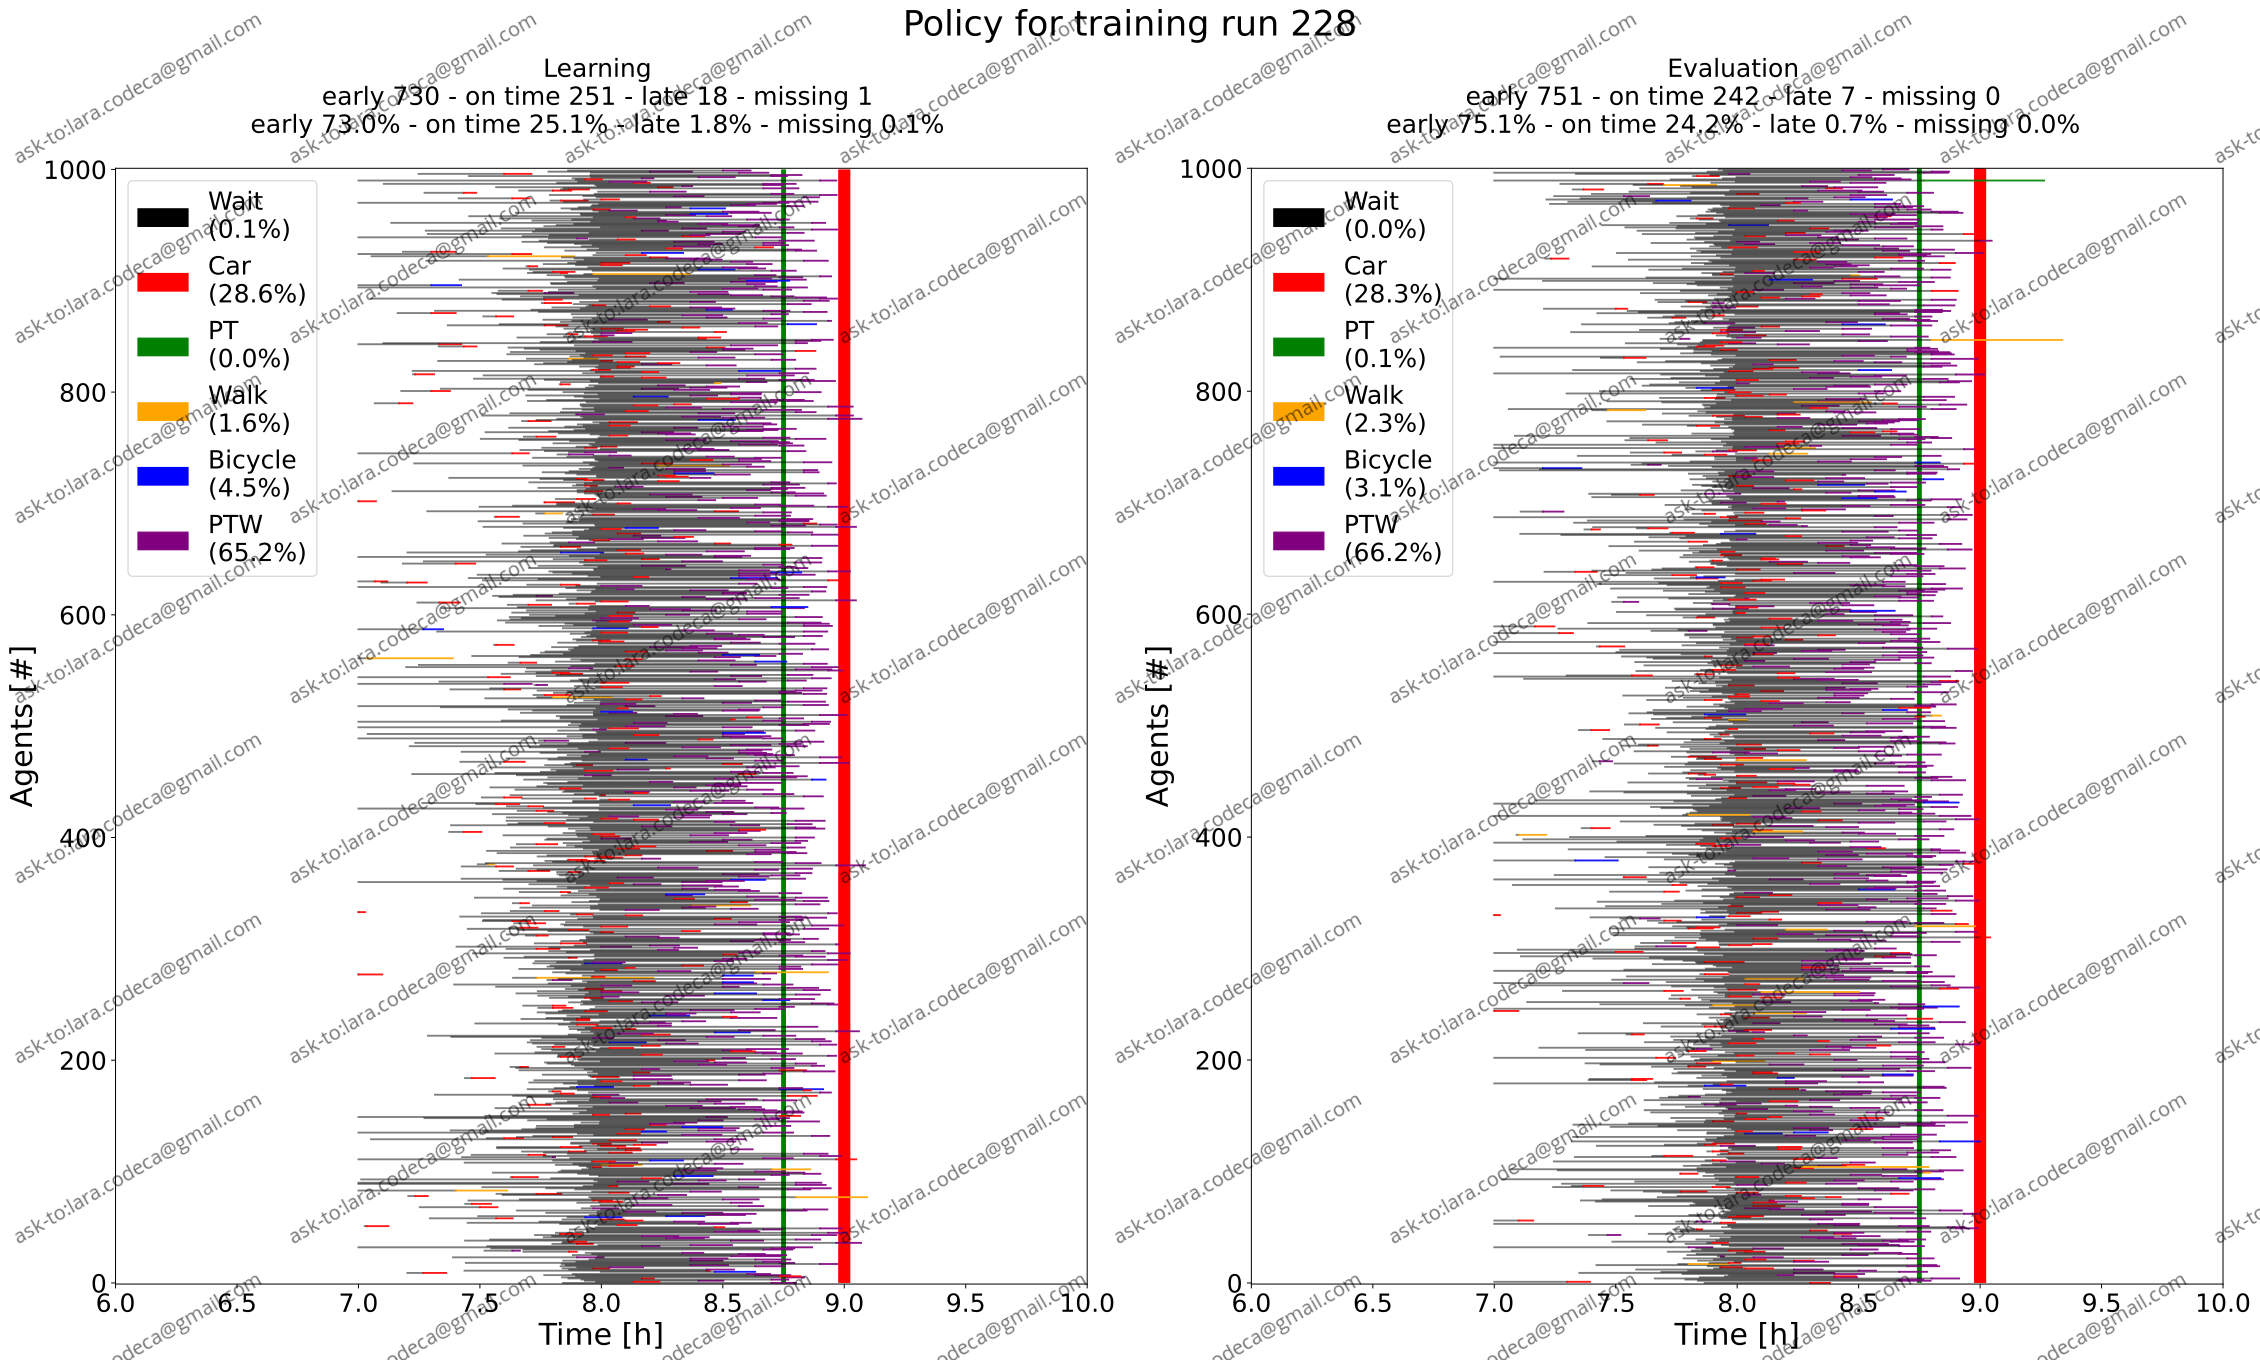 Policy for training run 228
Learning
early 730 - on time 251 - late 18 - missing 1
early 73.0% - on time 25.1% - late 1.8% - missing 0.1%
Evaluation
early 751 - on time 242 - late 7 - missing 0
early 75.1% - on time 24.2% - late 0.7% - missing 0.0%
Wait
(0.1%)
Car
(28.6%)
PT
(0.0%)
Walk
(1.6%)
Bicycle
(4.5%)
PTW
(65.2%)
1000
800
600
400
200
0
Agents [#]
6.0 6.5 7.0 7.5 8.0 8.5 9.0 9.5 10.0
Time [h]
Wait
(0.0%)
Car
(28.3%)
PT
(0.1%)
Walk
(2.3%)
Bicycle
(3.1%)
PTW
(66.2%)
1000
800
600
400
200
0
Agents [#]
6.0 6.5 7.0 7.5 8.0 8.5 9.0 9.5 10.0
Time [h]
ask-to:lara.codeca@gmail.com